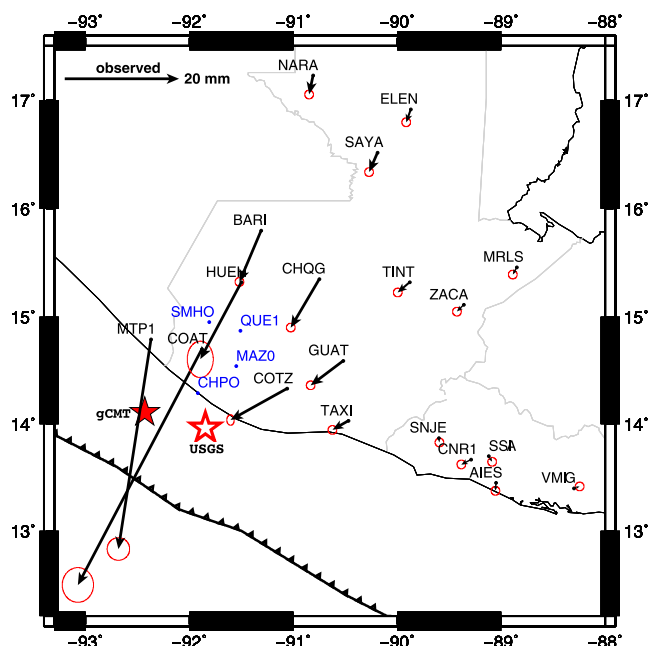 −93 −92 −91 −90 −89 −88
17° 17°
16° 16°
15° 15°
14° 14°
13° 13°
−93° −92° −91° −90° −89° −88°
observed
20 mm
NARA
ELEN
SAYA
BARI
HUEH
CHQG
TINT
MRLS
ZACA
SMHO
QUE1
MTP1
COAT
MAZ0
GUAT
CHPO
COTZ
gCMT
USGS
TAXI
SNJE
CNR1
SSIA
AIES
VMIG